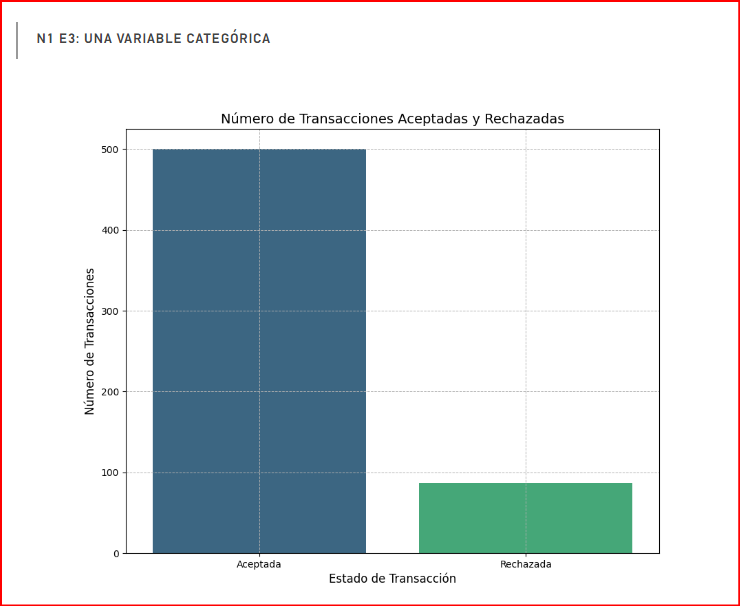 N1 E3: UNA VARIABLE CATEGÓRICA
Número de Transacciones Aceptadas y Rechazadas
500
400
300
200
100
0
Número de Transacciones
Aceptada
Rechazada
Estado de Transacción